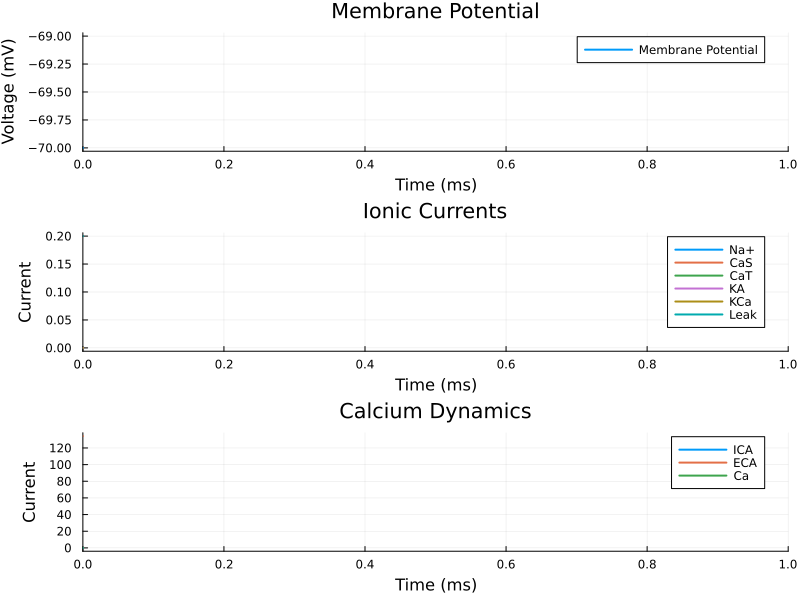 Membrane Potential
Voltage (mV)
−69.00
−69.25
−69.50
−69.75
−70.00
Membrane Potential
0.0 0.2 0.4 0.6 0.8 1.0
Time (ms)
Ionic Currents
Current
0.20
0.15
0.10
0.05
0.00
Na+
CaS
CaT
KA
KCa
Leak
0.0 0.2 0.4 0.6 0.8 1.0
Time (ms)
Calcium Dynamics
Current
120
100
80
60
40
20
0
ICA
ECA
Ca
0.0 0.2 0.4 0.6 0.8 1.0
Time (ms)